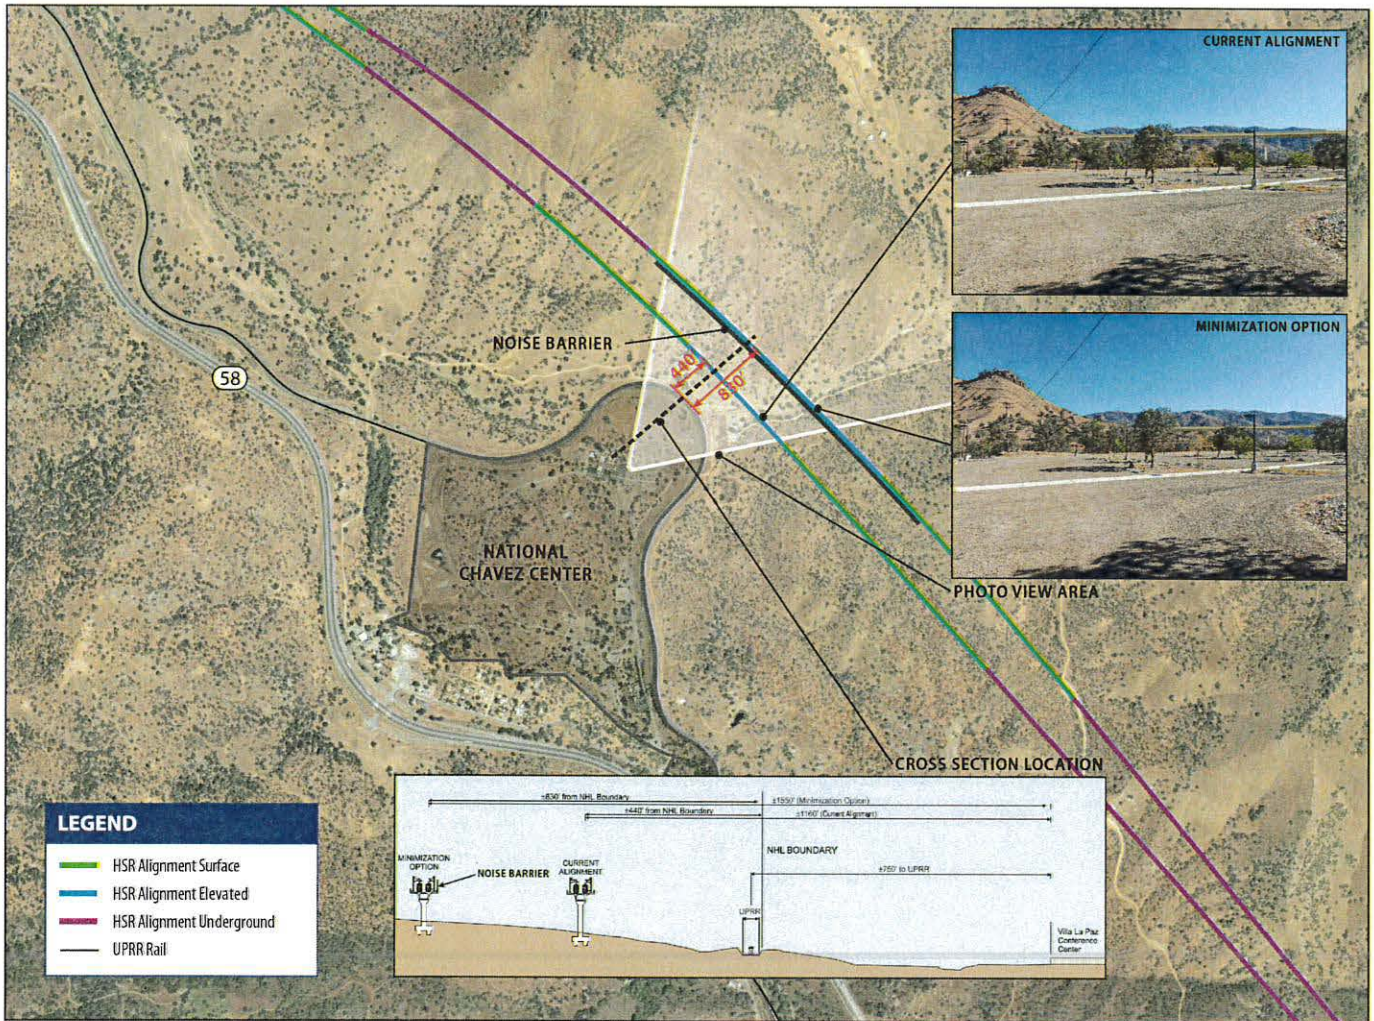 CURRENT ALIGNMENT
MINIMIZATION OPTION
NOISE BARRIER
440'
830'
58
NATIONAL
CHAVEZ CENTER
PHOTO VIEW AREA
CROSS SECTION LOCATION
LEGEND
HSR Alignment Surface
HSR Alignment Elevated
HSR Alignment Underground
UPRR Rail
±830' from NHL Boundary
±1550' (Minimization Option)
±440' from NHL Boundary
±1160' (Current Alignment)
NHL BOUNDARY
MINIMIZATION
OPTION
NOISE BARRIER
CURRENT
ALIGNMENT
±750' to UPRR
UPRR
Villa La Paz
Conference
Center